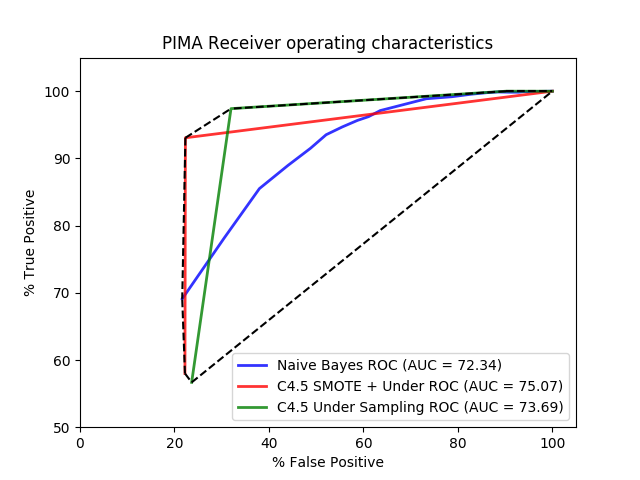 PIMA Receiver operating characteristics
% True Positive
100
90
80
70
60
50
0
20
40
60
80
100
% False Positive
Naive Bayes ROC (AUC = 72.34)
C4.5 SMOTE + Under ROC (AUC = 75.07)
C4.5 Under Sampling ROC (AUC = 73.69)